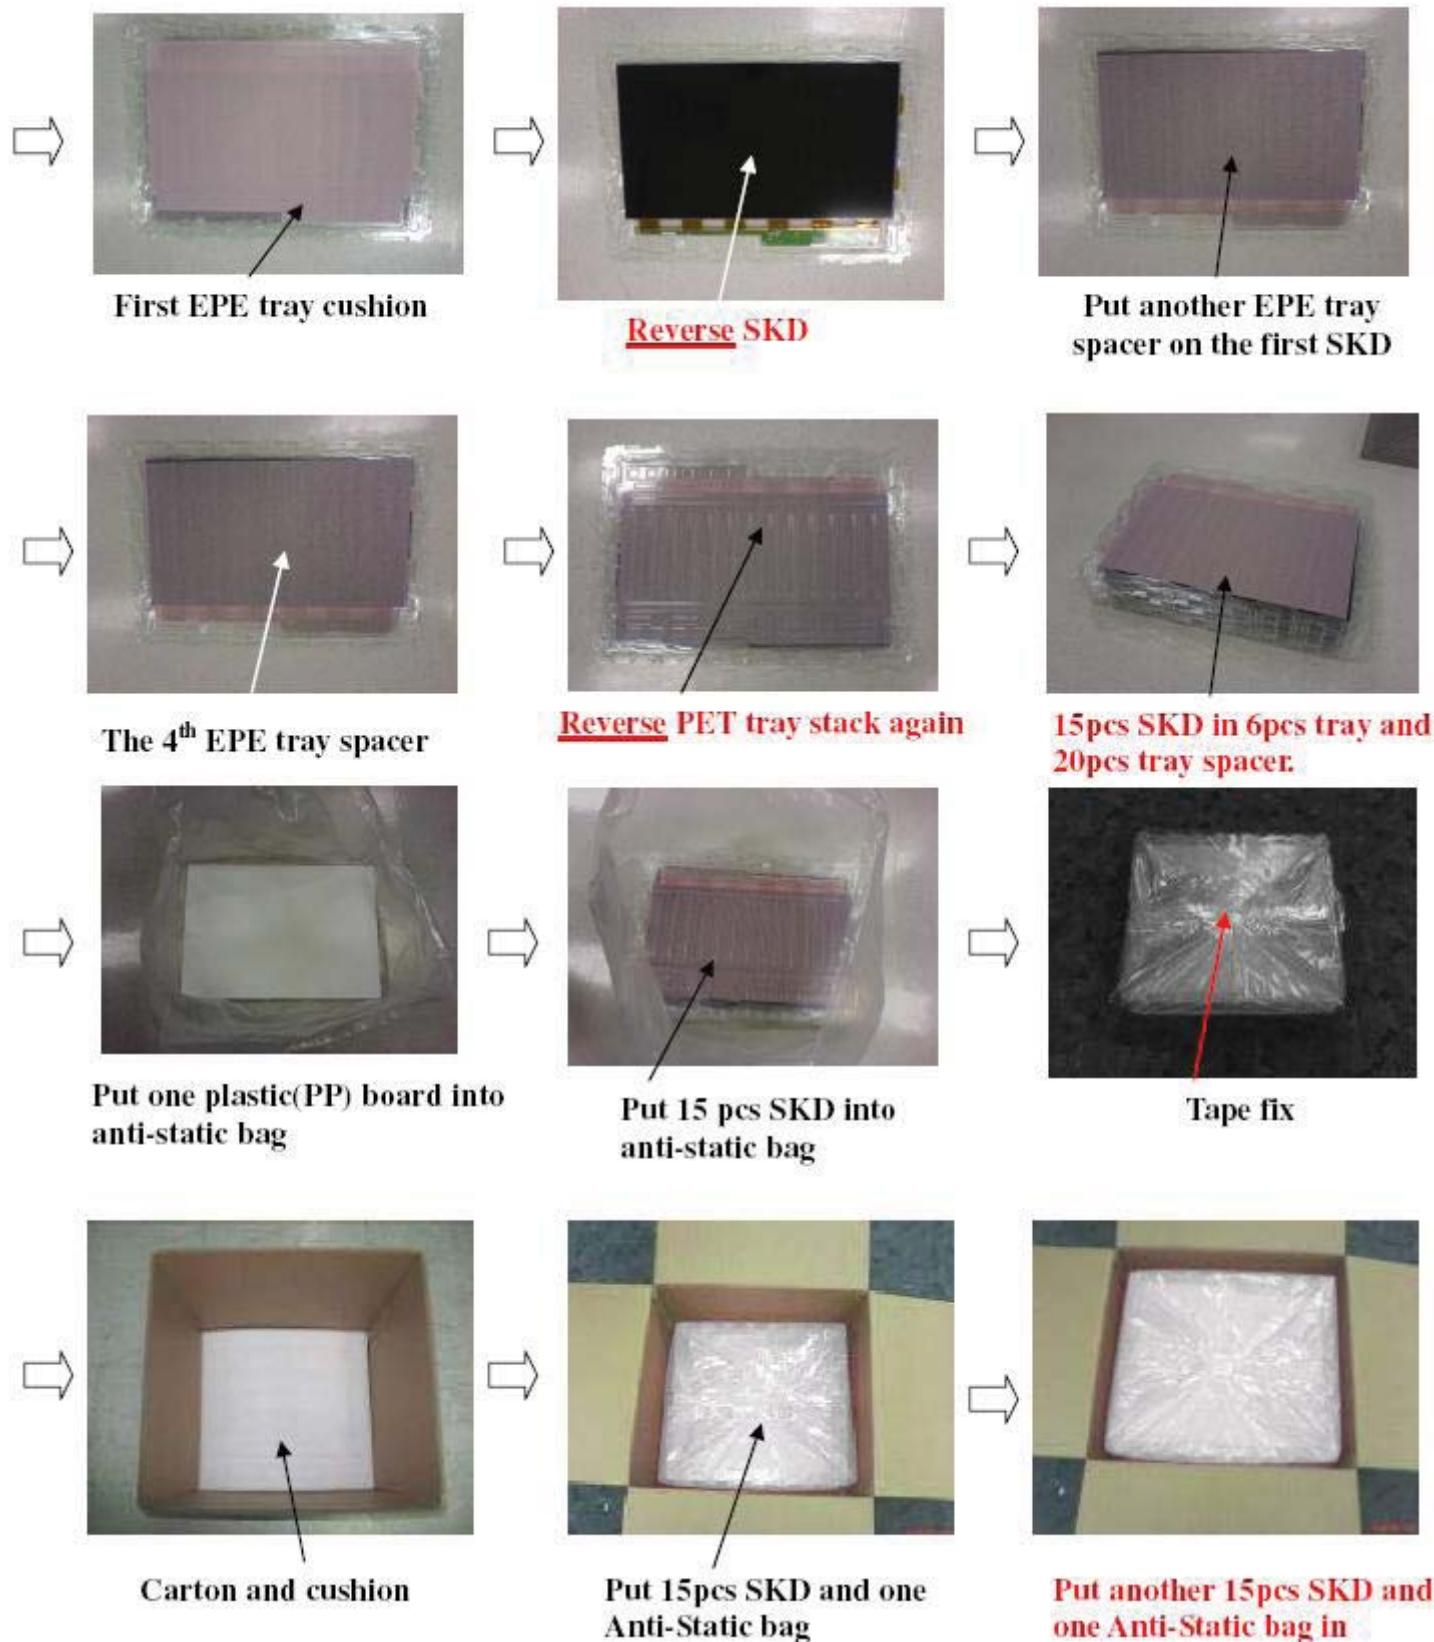 First EPE tray cushion
Reverse SKD
Put another EPE tray
spacer on the first SKD
The 4th EPE tray spacer
Reverse PET tray stack again
15pcs SKD in 6pcs tray and
20pcs tray spacer.
Put one plastic(PP) board into
anti-static bag
Put 15 pcs SKD into
anti-static bag
Tape fix
Carton and cushion
Put 15pcs SKD and one
Anti-Static bag
Put another 15pcs SKD and
one Anti-Static bag in